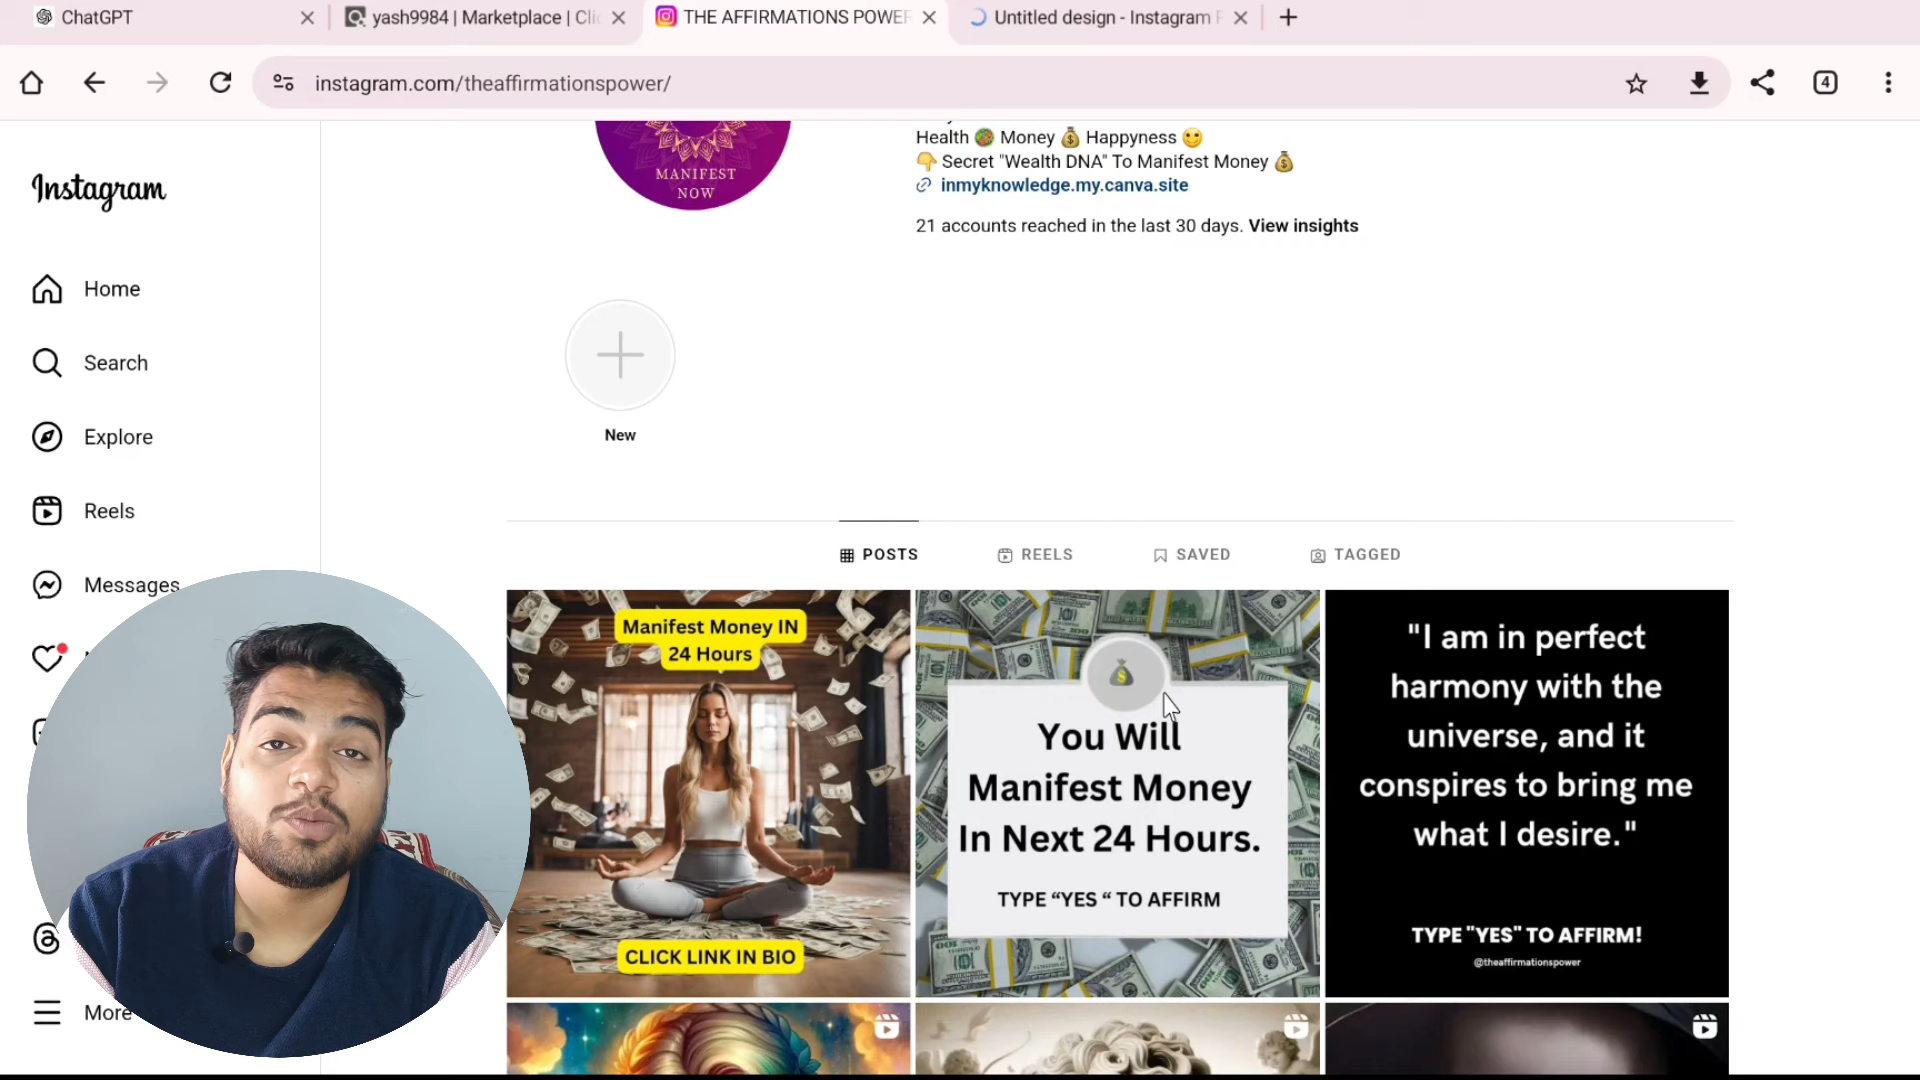 ChatGPT
yash9984 | Marketplace | Cli
THE AFFIRMATIONS POWER
Untitled design - Instagram P
instagram.com/theaffirmationspower/
4
Instagram
Home
Search
Explore
Reels
Messages
More
MANIFEST
NOW
Health 🥘 Money 💰 Happyness 🙂
👇 Secret "Wealth DNA" To Manifest Money 💰
inmyknowledge.my.canva.site
21 accounts reached in the last 30 days. View insights
New
POSTS
REELS
SAVED
TAGGED
Manifest Money IN
24 Hours
CLICK LINK IN BIO
You Will
Manifest Money
In Next 24 Hours.
TYPE “YES “ TO AFFIRM
"I am in perfect
harmony with the
universe, and it
conspires to bring me
what I desire."
TYPE "YES" TO AFFIRM!
@theaffirmationspower